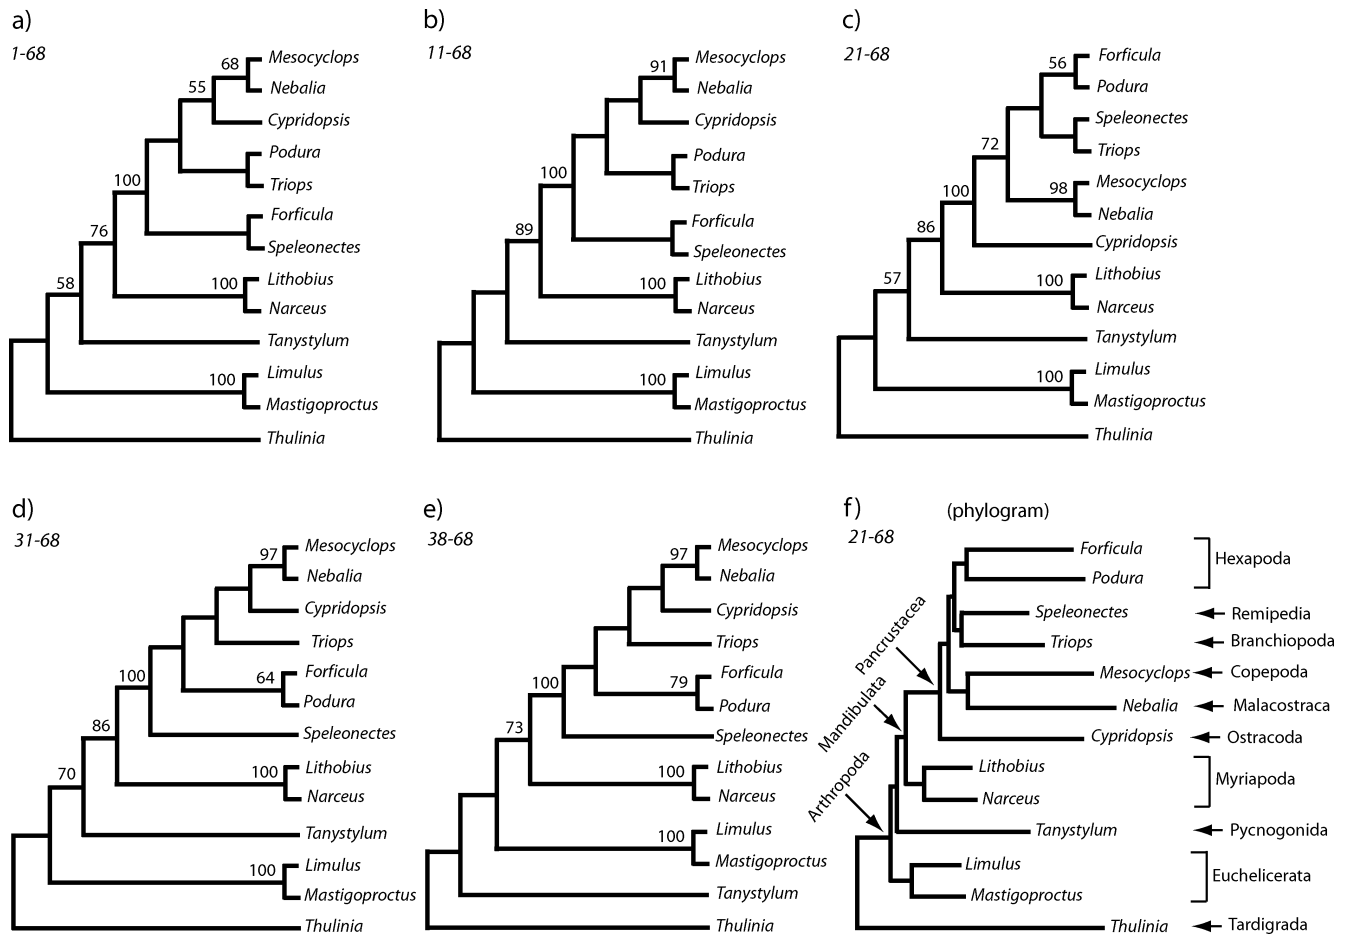 a)
1-68
68
Mesocyclops
Nebalia
55
Cypridopsis
Podura
Triops
100
Forficula
Speleonectes
76
Lithobius
100
Narceus
58
Tanystylum
Limulus
100
Mastigoproctus
Thulinia
b)
11-68
91
Mesocyclops
Nebalia
Cypridopsis
Podura
Triops
100
Forficula
Speleonectes
89
Lithobius
100
Narceus
Tanystylum
Limulus
100
Mastigoproctus
Thulinia
c)
21-68
56
Forficula
Podura
Speleonectes
Triops
72
Mesocyclops
98
Nebalia
100
Cypridopsis
86
Lithobius
100
Narceus
57
Tanystylum
Limulus
100
Mastigoproctus
Thulinia
d)
31-68
97
Mesocyclops
Nebalia
Cypridopsis
Triops
Forficula
64
Podura
100
Speleonectes
86
Lithobius
100
Narceus
70
Tanystylum
Limulus
100
Mastigoproctus
Thulinia
e)
38-68
97
Mesocyclops
Nebalia
Cypridopsis
Triops
Forficula
79
Podura
100
Speleonectes
73
Lithobius
100
Narceus
Limulus
100
Mastigoproctus
Tanystylum
Thulinia
f)
(phylogram)
21-68
Forficula
Podura
Hexapoda
Speleonectes
Remipedia
Triops
Branchiopoda
Pancrustacea
Mesocyclops
Copepoda
Nebalia
Malacostraca
Mandibulata
Cypridopsis
Ostracoda
Lithobius
Narceus
Myriapoda
Arthropoda
Tanystylum
Pycnogonida
Limulus
Mastigoproctus
Euchelicerata
Thulinia
Tardigrada